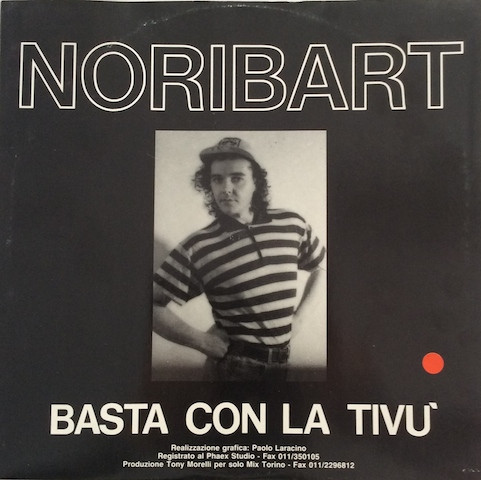 NORIBART
BASTA CON LA TIVU`
Realizzazione grafica: Paolo Laracino
Registrato al Phaex Studio - Fax 011/350105
Produzione Tony Morelli per solo Mix Torino - Fax 011/2296812